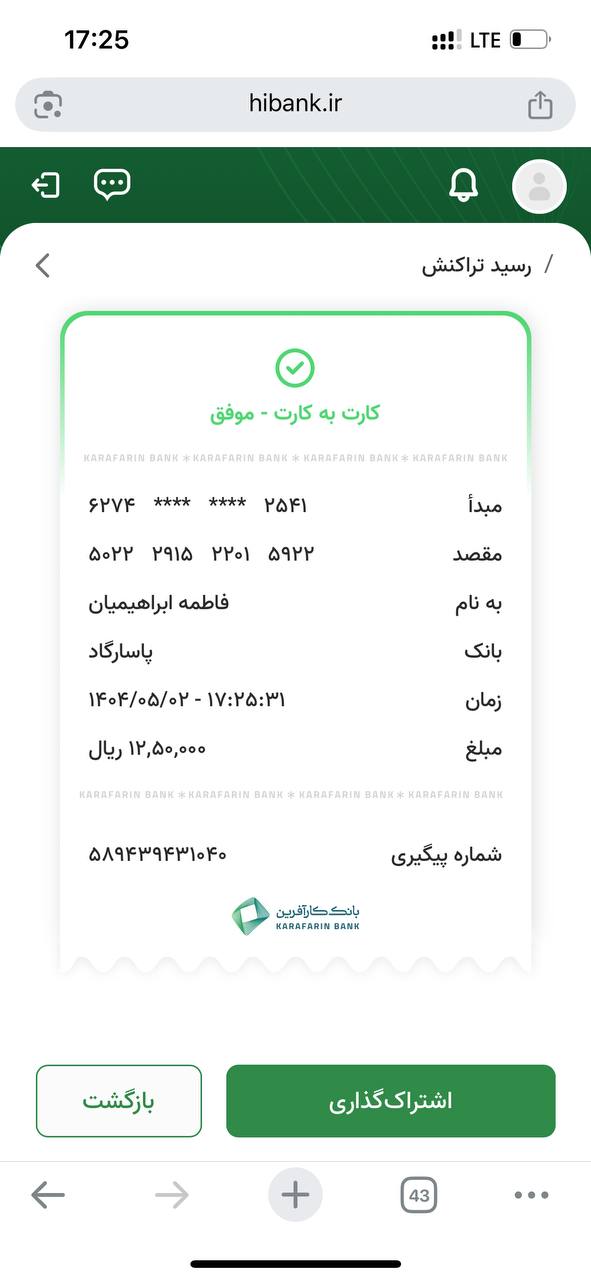 17:25
LTE
hibank.ir
/ رسید تراکنش
کارت به کارت - موفق
KARAFARIN BANK * KARAFARIN BANK * KARAFARIN BANK * KARAFARIN BANK
مبدأ ۶۲۷۴ **** **** ۲۵۴۱
مقصد ۵۰۲۲ ۲۹۱۵ ۲۲۰۱ ۵۹۲۲
به نام فاطمه ابراهیمیان
بانک پاسارگاد
زمان ۱۴۰۴/۰۵/۰۲ - ۱۷:۲۵:۳۱
مبلغ ۱۲,۵۰,۰۰۰ ریال
KARAFARIN BANK * KARAFARIN BANK * KARAFARIN BANK * KARAFARIN BANK
شماره پیگیری ۵۸۹۴۳۹۴۳۱۰۴۰
بانک کارآفرین
KARAFARIN BANK
اشتراک‌گذاری
بازگشت
43